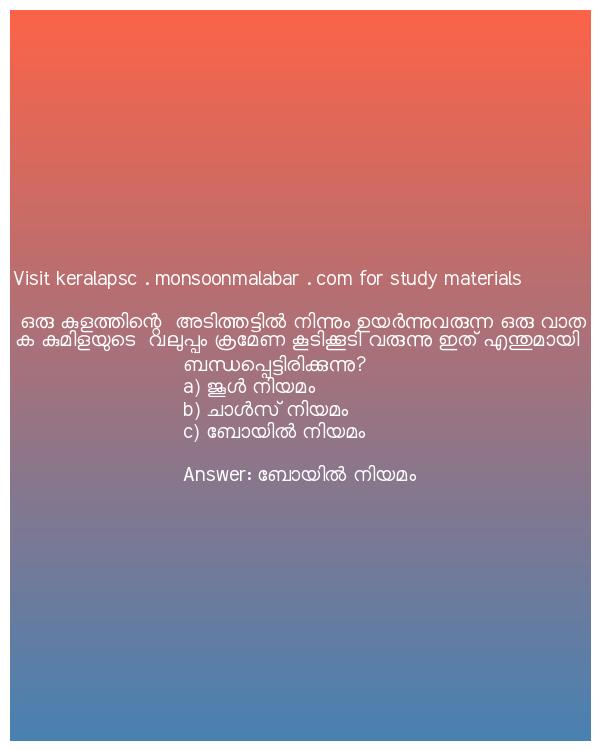 Visit keralapsc . monsoonmalabar . com for study materials
ഒരു കുളത്തിന്റെ അടിത്തട്ടിൽ നിന്നും ഉയർന്നുവരുന്ന ഒരു വാത
ക കുമിളയുടെ വലുപ്പം ക്രമേണ കൂടിക്കൂടി വരുന്നു ഇത് എന്തുമായി
ബന്ധപ്പെട്ടിരിക്കുന്നു?
a) ജൂൾ നിയമം
b) ചാൾസ് നിയമം
c) ബോയിൽ നിയമം
Answer: ബോയിൽ നിയമം